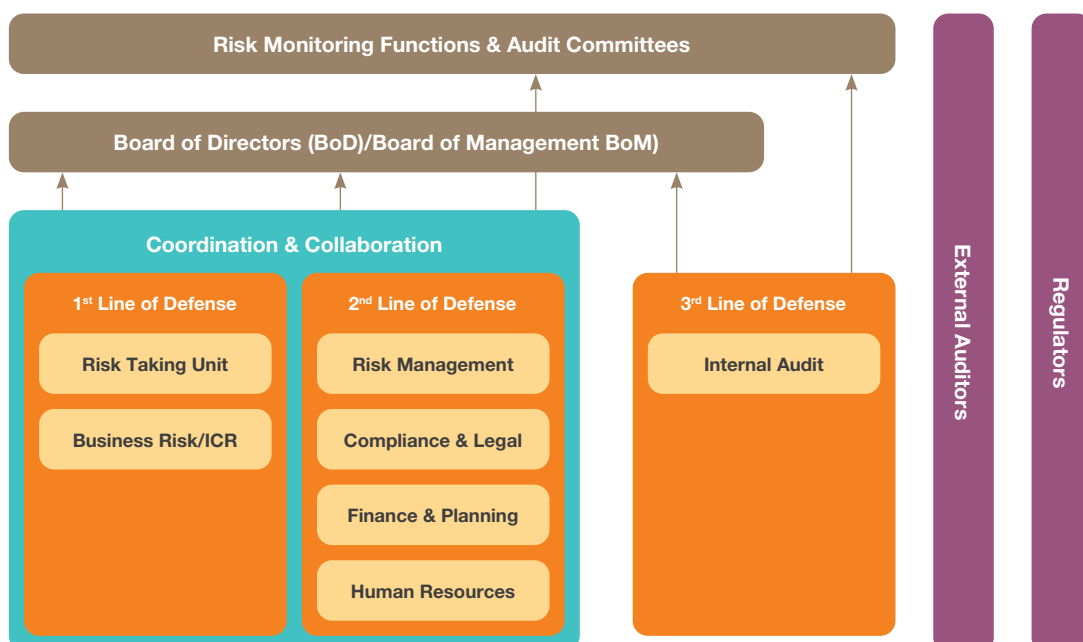 Risk Monitoring Functions & Audit Committees
Board of Directors (BoD)/Board of Management BoM)
Coordination & Collaboration
1st Line of Defense
Risk Taking Unit
Business Risk/ICR
2nd Line of Defense
Risk Management
Compliance & Legal
Finance & Planning
Human Resources
3rd Line of Defense
Internal Audit
External Auditors
Regulators